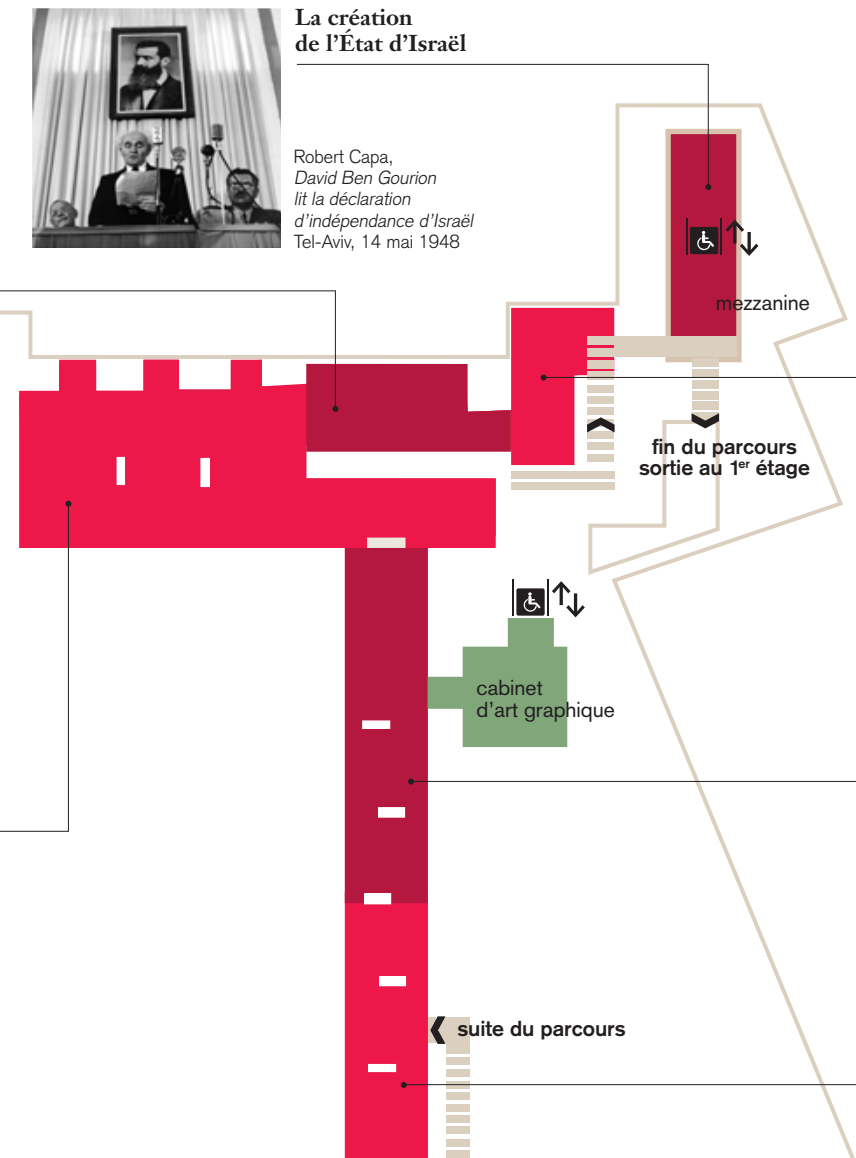 La création
de l’État d’Israël
Robert Capa,
David Ben Gourion
lit la déclaration
d’indépendance d’Israël
Tel-Aviv, 14 mai 1948
mezzanine
fin du parcours
sortie au 1er étage
cabinet
d’art graphique
suite du parcours